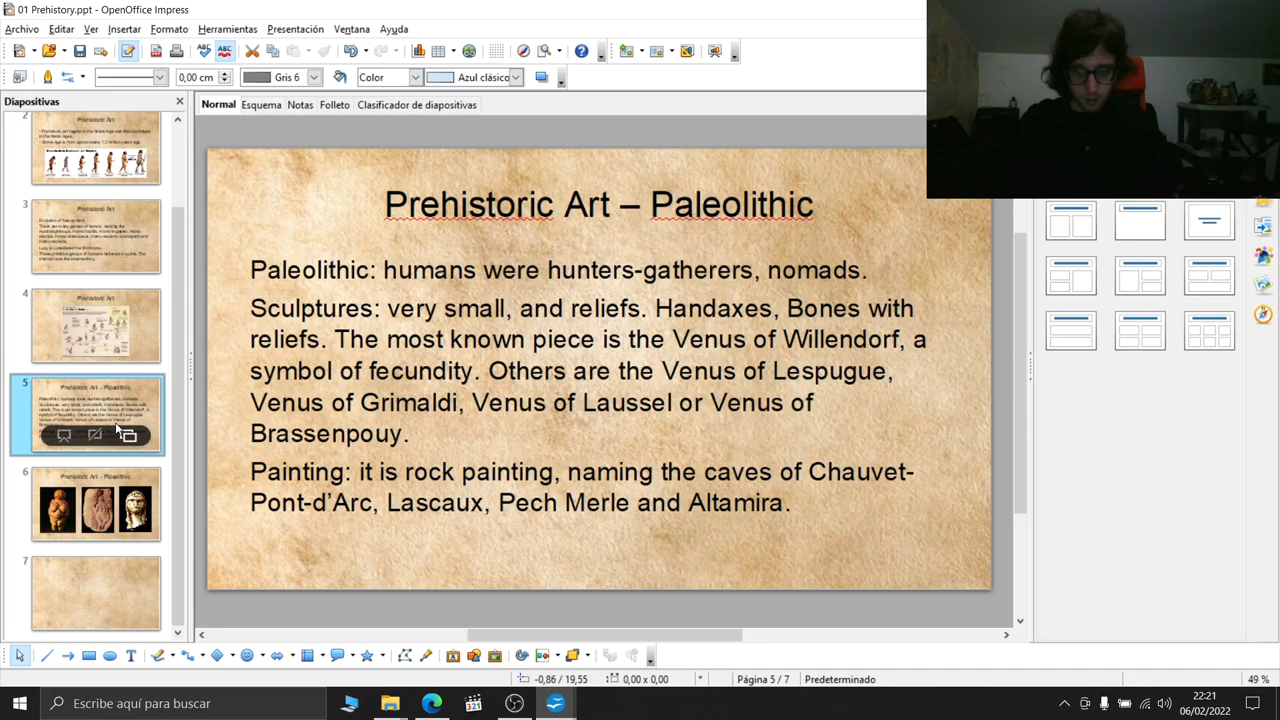 01 Prehistory.ppt - OpenOffice Impress
Archivo Editar Ver Insertar Formato Herramientas Presentación Ventana Ayuda
0,00 cm Gris 6 Color Azul clásico
Diapositivas
Normal Esquema Notas Folleto Clasificador de diapositivas
2
Prehistoric Art
3
Prehistoric Art
4
Prehistoric Art
5
Prehistoric Art – Paleolithic
6
Prehistoric Art – Paleolithic
7
Prehistoric Art – Paleolithic
Paleolithic: humans were hunters-gatherers, nomads.
Sculptures: very small, and reliefs. Handaxes, Bones with
reliefs. The most known piece is the Venus of Willendorf, a
symbol of fecundity. Others are the Venus of Lespugue,
Venus of Grimaldi, Venus of Laussel or Venus of
Brassenpouy.
Painting: it is rock painting, naming the caves of Chauvet-
Pont-d’Arc, Lascaux, Pech Merle and Altamira.
-0,86 / 19,55 0,00 x 0,00 * Página 5 / 7 Predeterminado 49 %
Escribe aquí para buscar
321
22:21
06/02/2022